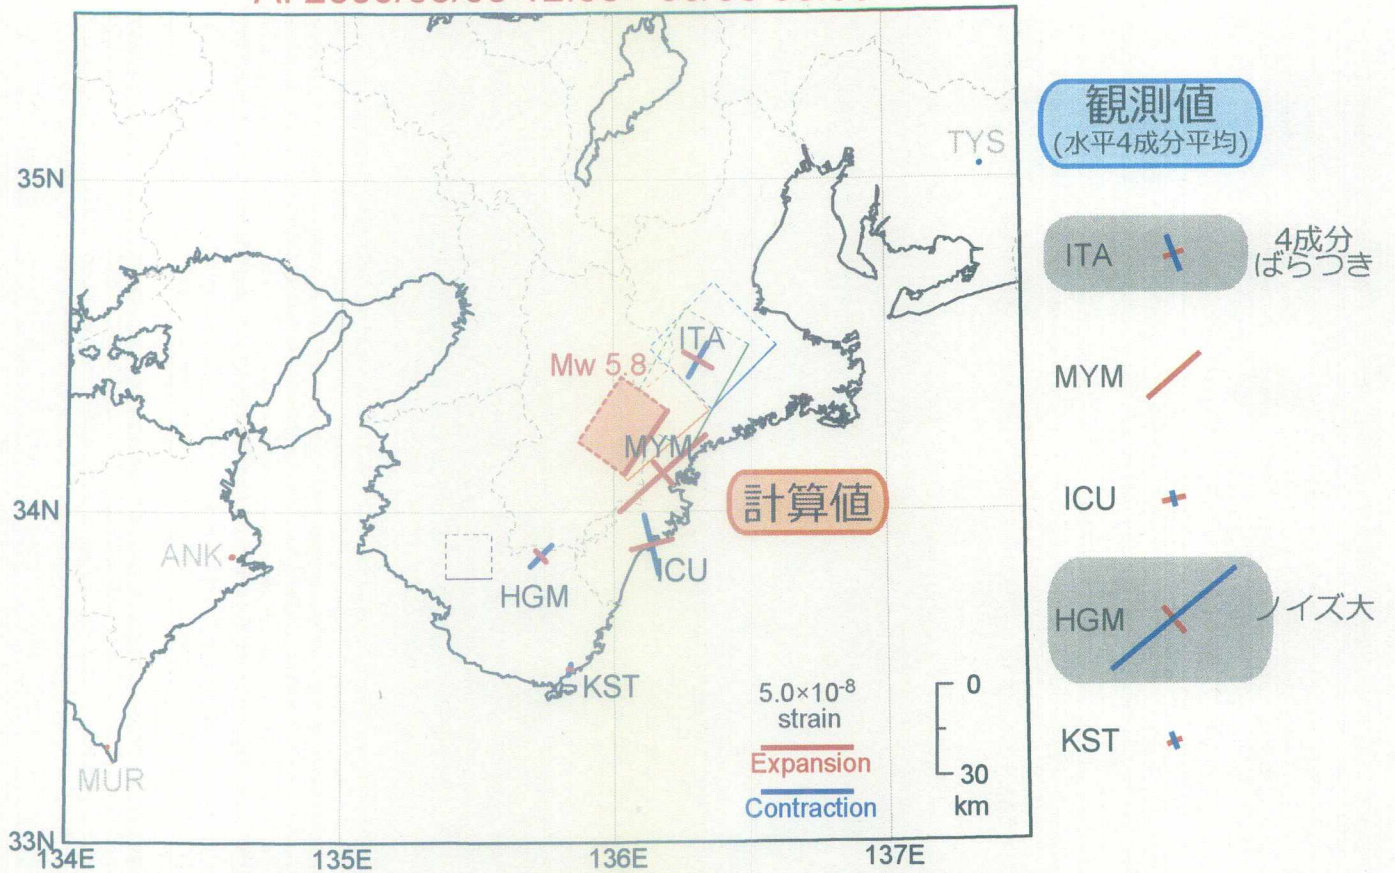 35N
34N
33N
134E
135E
136E
137E
TYS
ITA
Mw 5.8
MYM
計算値
ANK
HGM
ICU
KST
MUR
5.0×10⁻⁸
strain
Expansion
Contraction
0
30
km
観測値
(水平4成分平均)
ITA
4成分
ばらつき
MYM
ICU
HGM
ノイズ大
KST